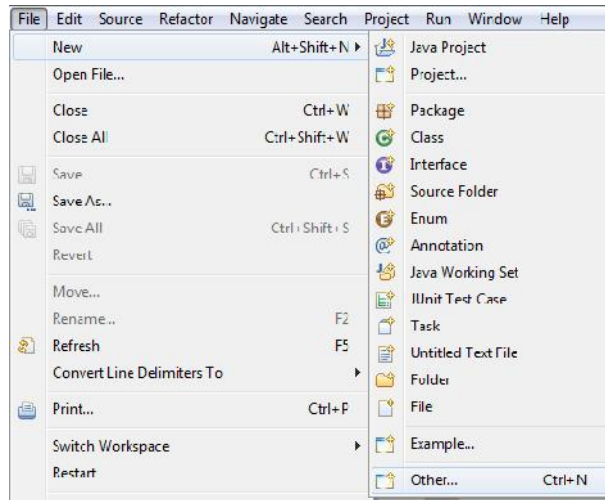 File Edit Source Refactor Navigate Search Project Run Window Help
New Alt+Shift+N
Open File...
Close Ctrl+W
Close All Ctrl+Shift+W
Save Ctrl+S
Save As...
Save All Ctrl+Shift+S
Revert
Move...
Rename... F2
Refresh F5
Convert Line Delimiters To
Print... Ctrl+P
Switch Workspace
Restart
Java Project
Project...
Package
Class
Interface
Source Folder
Enum
Annotation
Java Working Set
JUnit Test Case
Task
Untitled Text File
Folder
File
Example...
Other... Ctrl+N